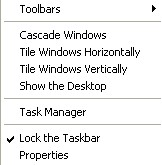 Toolbars
Cascade Windows
Tile Windows Horizontally
Tile Windows Vertically
Show the Desktop
Task Manager
Lock the Taskbar
Properties